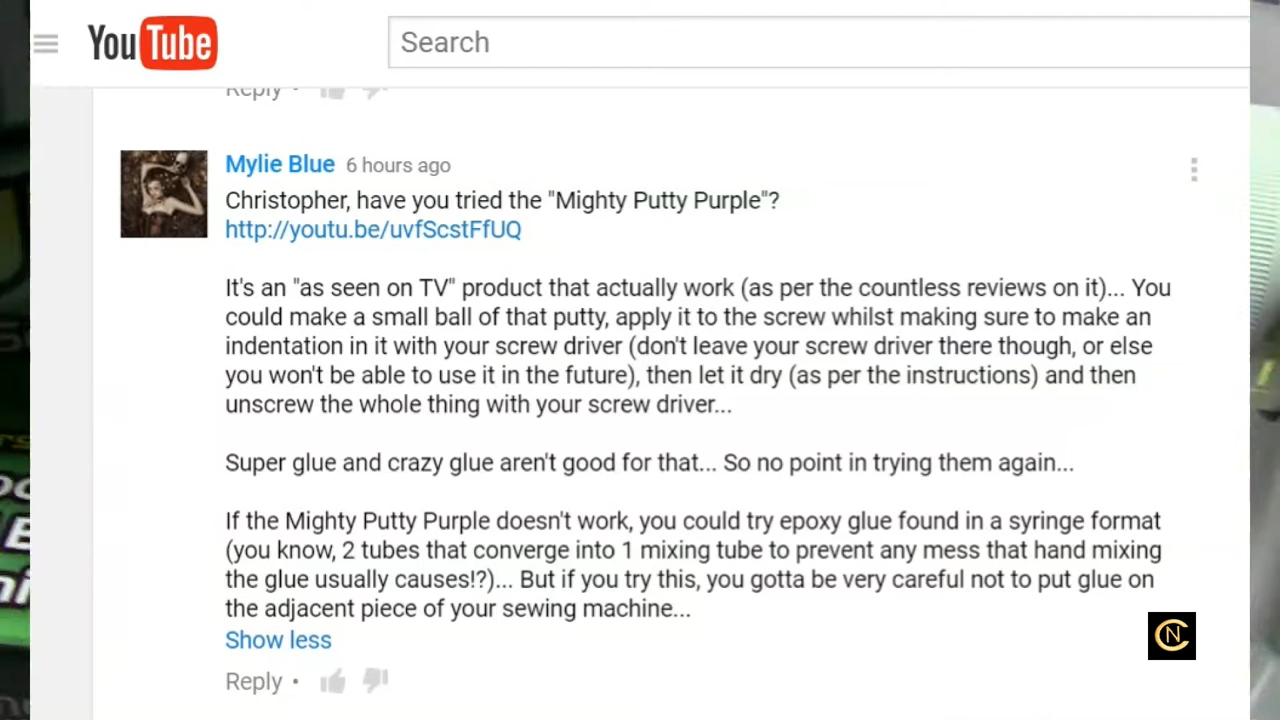 YouTube
Search
Reply •
Mylie Blue 6 hours ago
Christopher, have you tried the "Mighty Putty Purple"?
http://youtu.be/uvfScstFfUQ
It's an "as seen on TV" product that actually work (as per the countless reviews on it)... You
could make a small ball of that putty, apply it to the screw whilst making sure to make an
indentation in it with your screw driver (don't leave your screw driver there though, or else
you won't be able to use it in the future), then let it dry (as per the instructions) and then
unscrew the whole thing with your screw driver...
Super glue and crazy glue aren't good for that... So no point in trying them again...
If the Mighty Putty Purple doesn't work, you could try epoxy glue found in a syringe format
(you know, 2 tubes that converge into 1 mixing tube to prevent any mess that hand mixing
the glue usually causes!?)... But if you try this, you gotta be very careful not to put glue on
the adjacent piece of your sewing machine...
Show less
Reply •